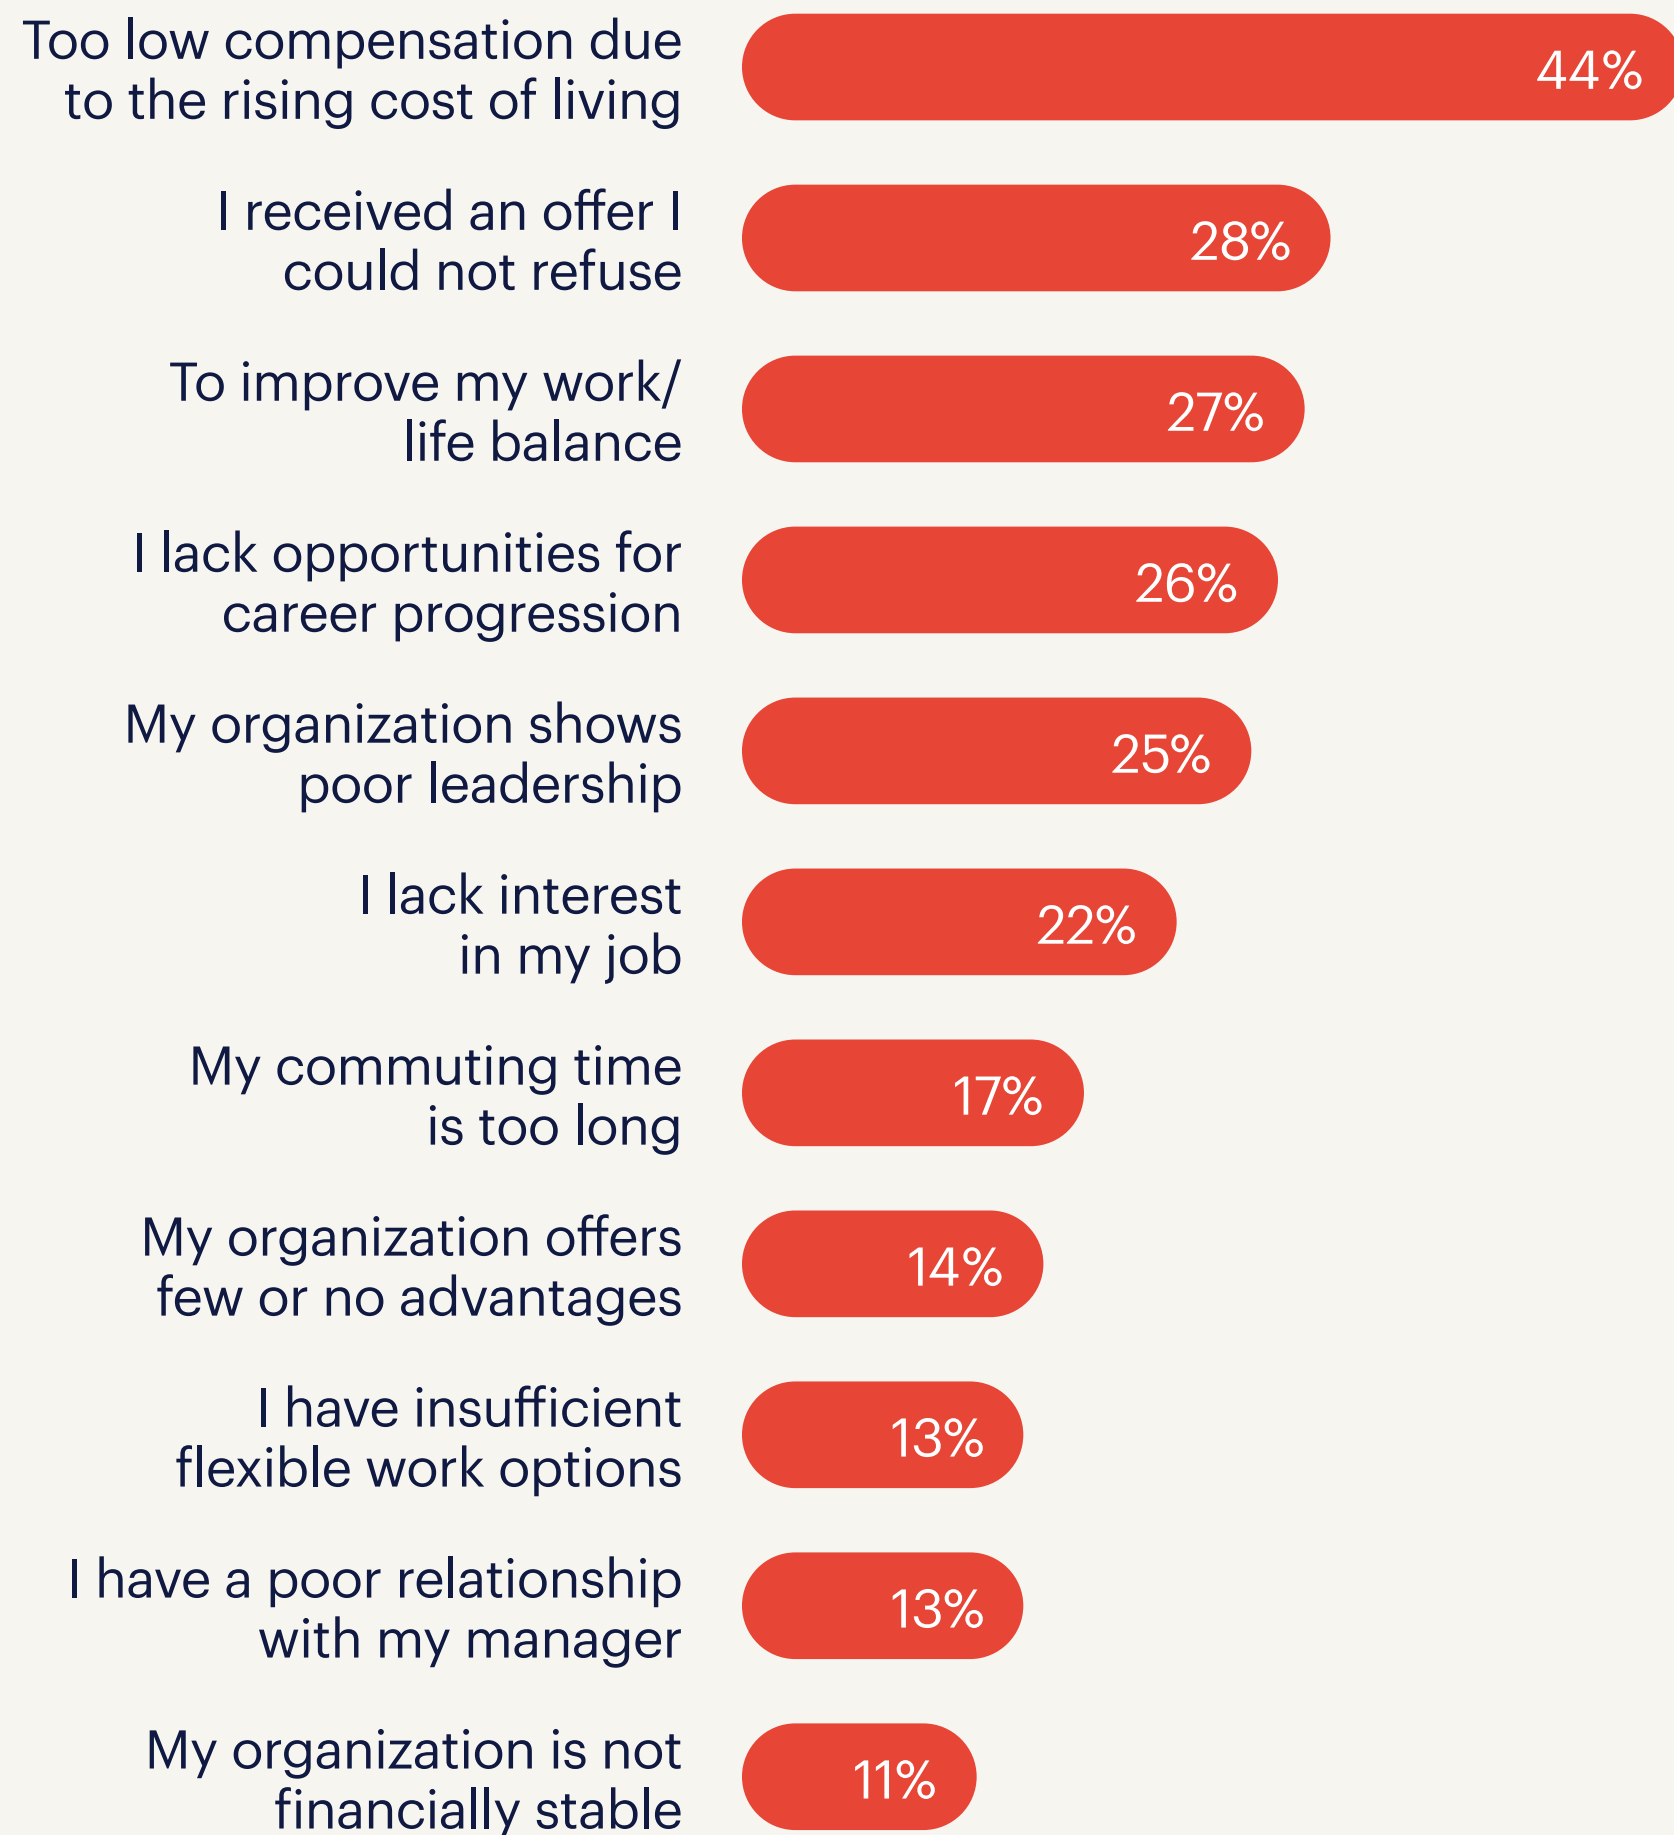 Too low compensation due
to the rising cost of living
44%
I received an offer I
could not refuse
28%
To improve my work/
life balance
27%
I lack opportunities for
career progression
26%
My organization shows
poor leadership
25%
I lack interest
in my job
22%
My commuting time
is too long
17%
My organization offers
few or no advantages
14%
I have insufficient
flexible work options
13%
I have a poor relationship
with my manager
13%
My organization is not
financially stable
11%